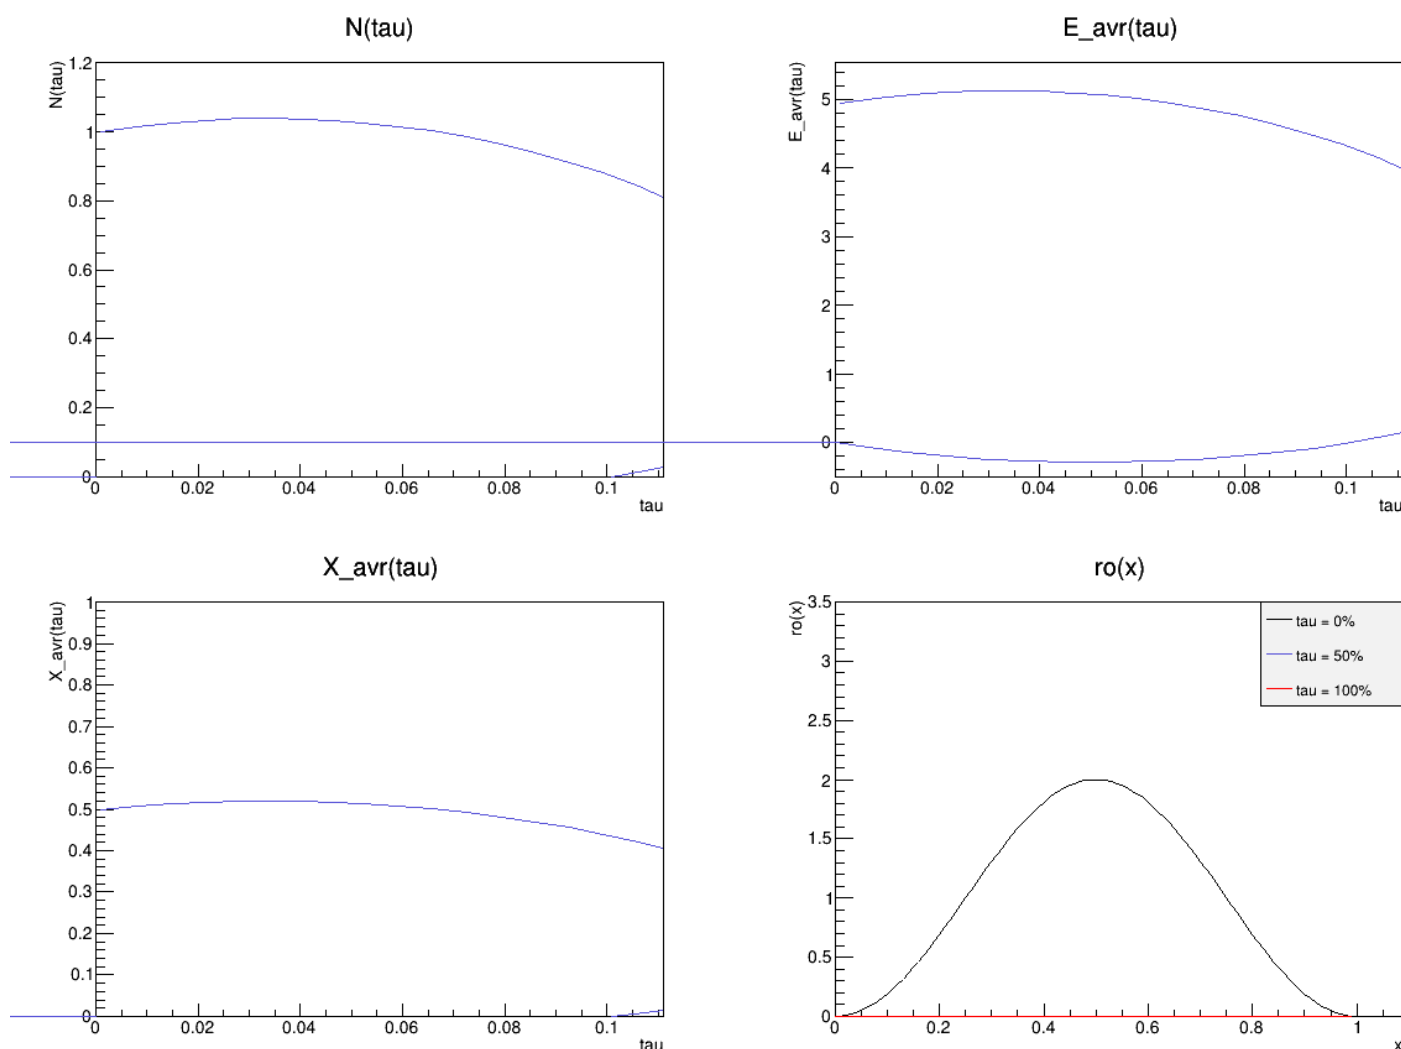 N(tau)
N(tau)
1.2
1
0.8
0.6
0.4
0.2
0
0 0.02 0.04 0.06 0.08 0.1
tau
E_avr(tau)
E_avr(tau)
5
4
3
2
1
0
0 0.02 0.04 0.06 0.08 0.1
tau
X_avr(tau)
X_avr(tau)
1
0.9
0.8
0.7
0.6
0.5
0.4
0.3
0.2
0.1
0
0 0.02 0.04 0.06 0.08 0.1
tau
ro(x)
ro(x)
3.5
3
2.5
2
1.5
1
0.5
0
0 0.2 0.4 0.6 0.8 1
x
tau = 0%
tau = 50%
tau = 100%